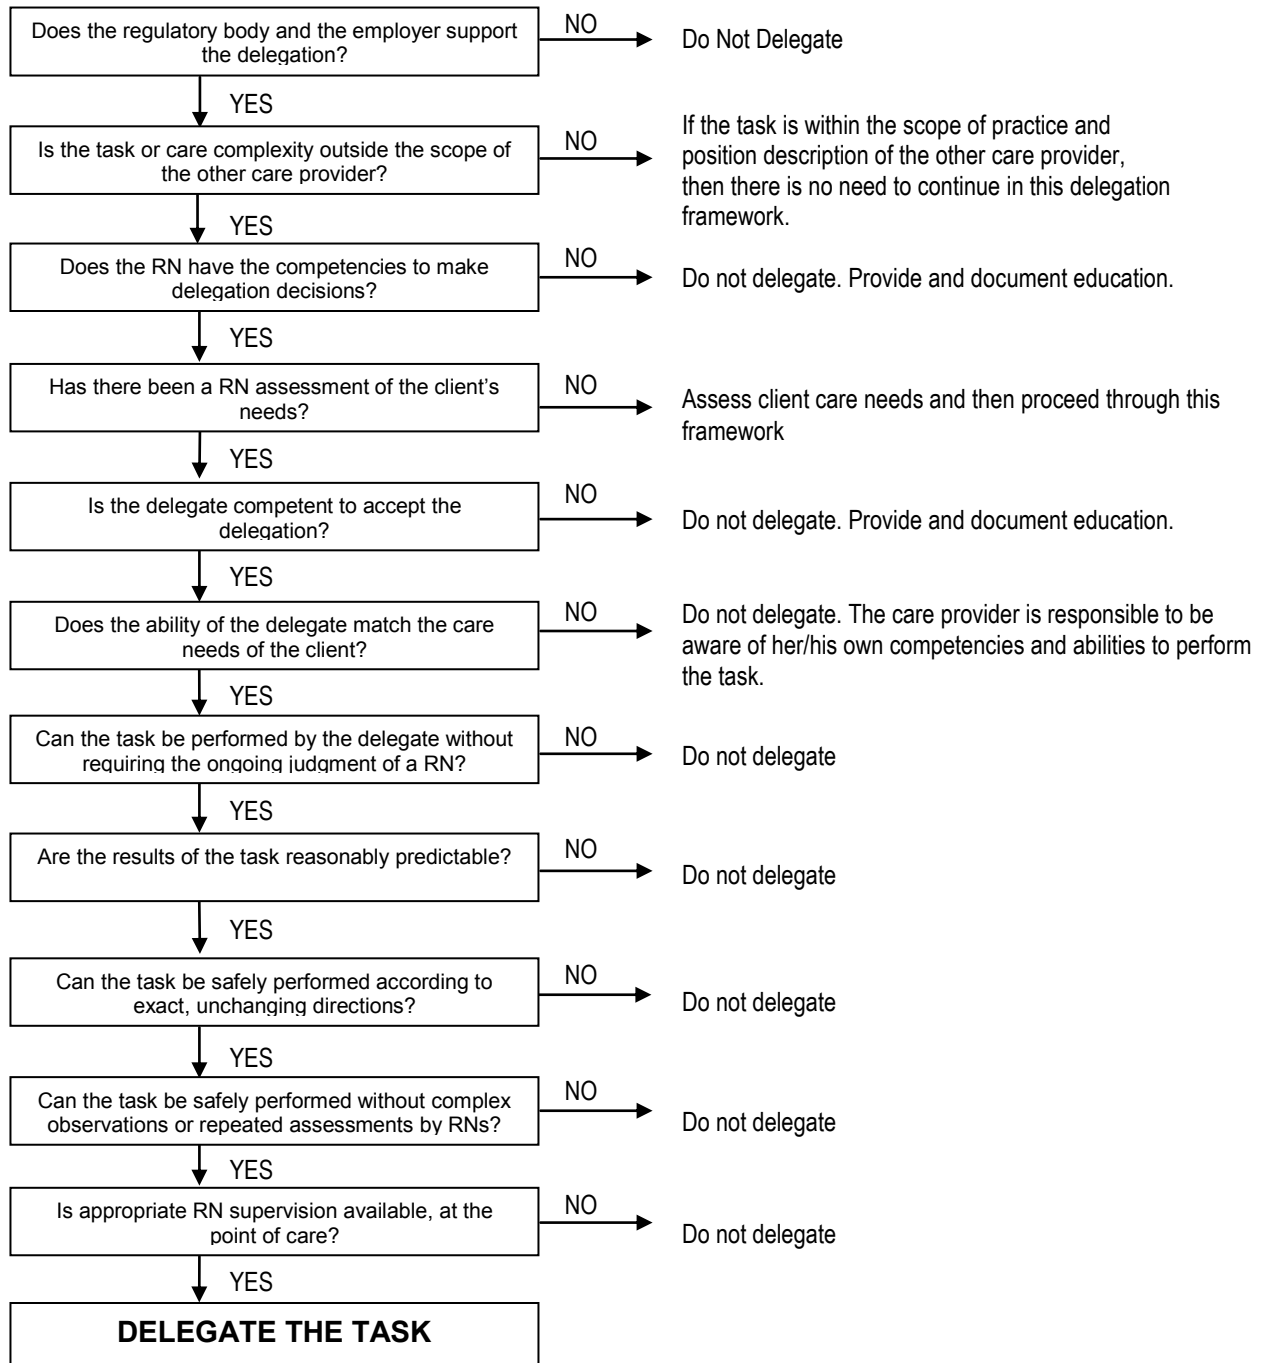 Does the regulatory body and the employer support
the delegation?
NO
Do Not Delegate
YES
Is the task or care complexity outside the scope of
the other care provider?
NO
If the task is within the scope of practice and
position description of the other care provider,
then there is no need to continue in this delegation
framework.
YES
Does the RN have the competencies to make
delegation decisions?
NO
Do not delegate. Provide and document education.
YES
Has there been a RN assessment of the client's
needs?
NO
Assess client care needs and then proceed through this
framework
YES
Is the delegate competent to accept the
delegation?
NO
Do not delegate. Provide and document education.
YES
Does the ability of the delegate match the care
needs of the client?
NO
Do not delegate. The care provider is responsible to be
aware of her/his own competencies and abilities to perform
the task.
YES
Can the task be performed by the delegate without
requiring the ongoing judgment of a RN?
NO
Do not delegate
YES
Are the results of the task reasonably predictable?
NO
Do not delegate
YES
Can the task be safely performed according to
exact, unchanging directions?
NO
Do not delegate
YES
Can the task be safely performed without complex
observations or repeated assessments by RNs?
NO
Do not delegate
YES
Is appropriate RN supervision available, at the
point of care?
NO
Do not delegate
YES
DELEGATE THE TASK